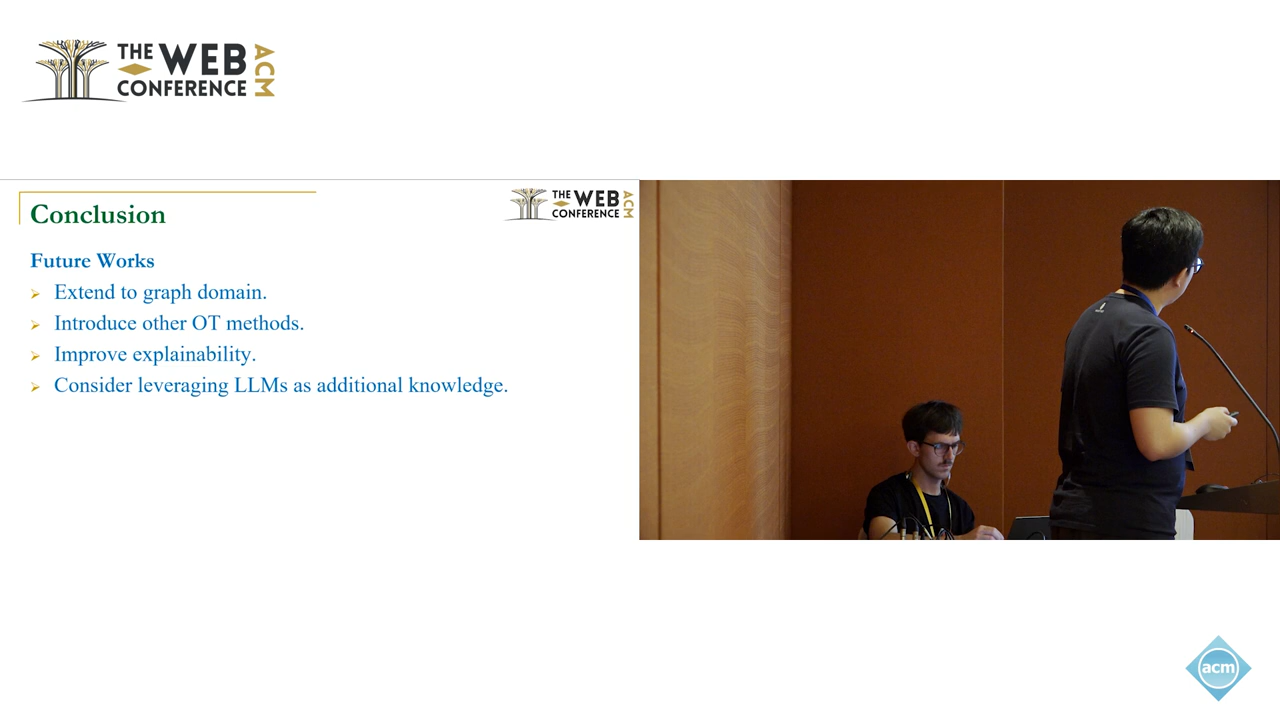 THE WEB
CONFERENCE
ACM
Conclusion
THE WEB
CONFERENCE
ACM
Future Works
Extend to graph domain.
Introduce other OT methods.
Improve explainability.
Consider leveraging LLMs as additional knowledge.
acm